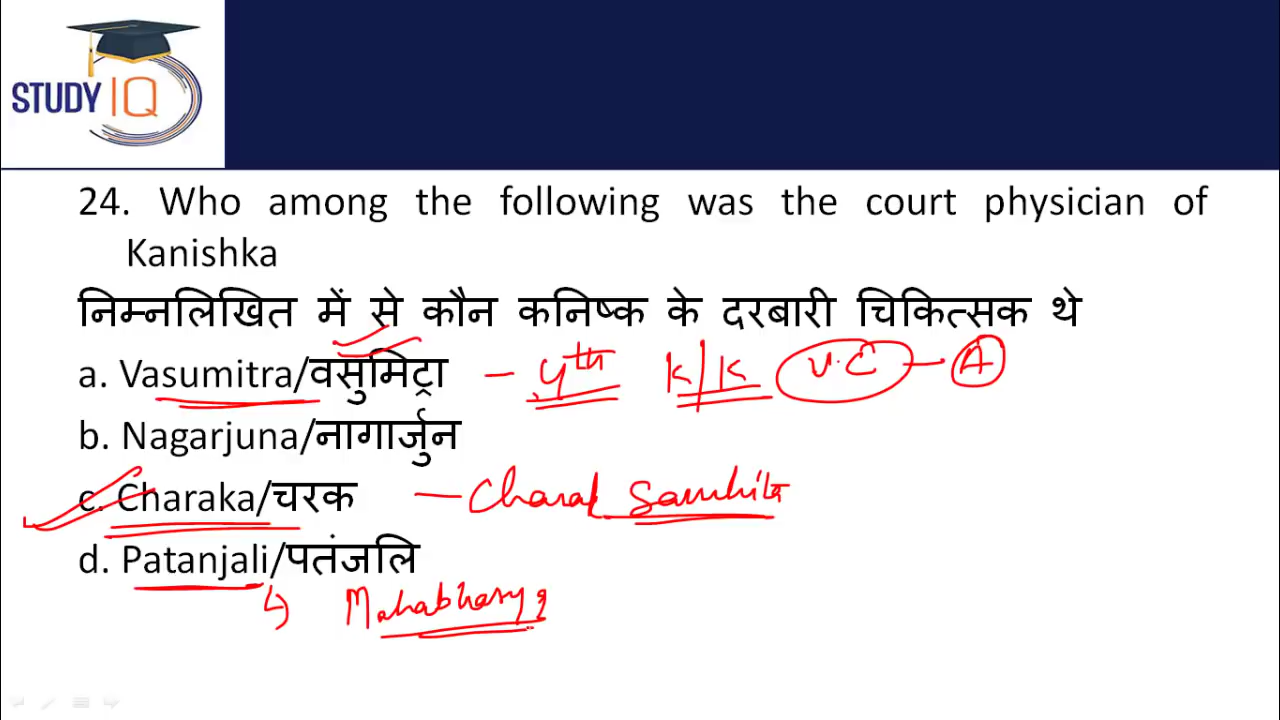 STUDY IQ
24. Who among the following was the court physician of
Kanishka
निम्नलिखित में से कौन कनिष्क के दरबारी चिकित्सक थे
a. Vasumitra/वसुमित्रा - 4th K/K V.C - A
b. Nagarjuna/नागार्जुन
c. Charaka/चरक - Charak Samhita
d. Patanjali/पतंजलि
Mahabhasya